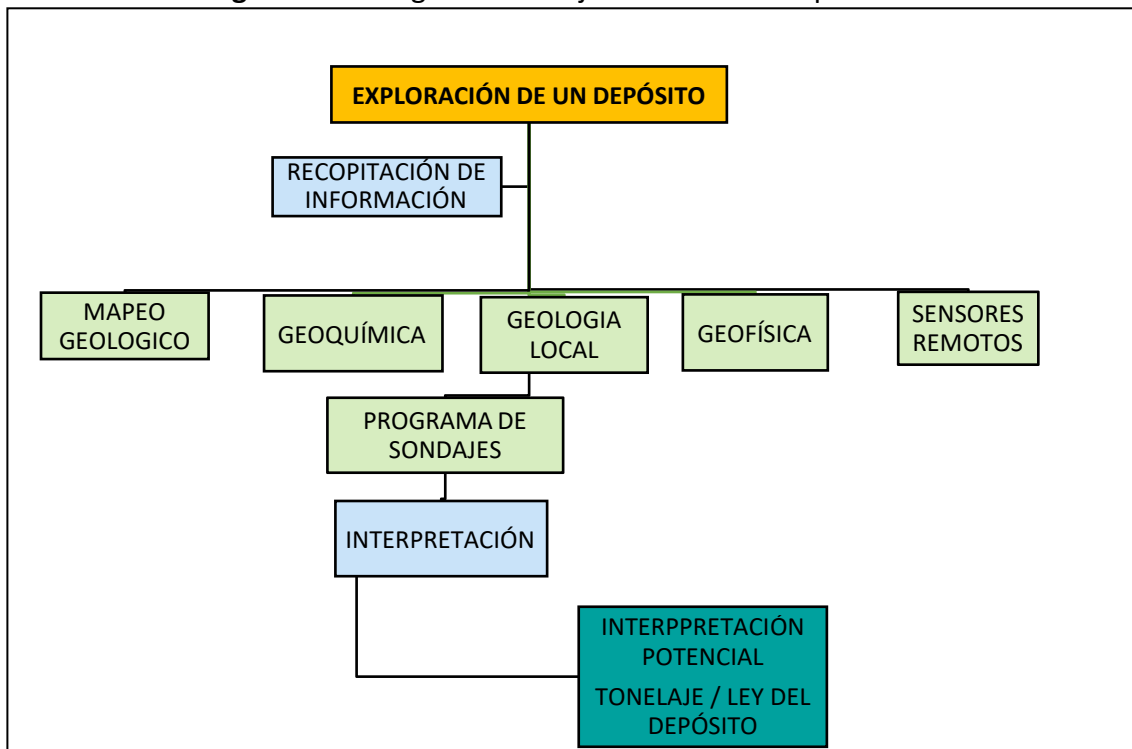 EXPLORACIÓN DE UN DEPÓSITO
RECOPITACIÓN DE
INFORMACIÓN
MAPEO
GEOLOGICO
GEOQUÍMICA
GEOLOGIA
LOCAL
GEOFÍSICA
SENSORES
REMOTOS
PROGRAMA DE
SONDAJES
INTERPRETACIÓN
INTERPPRETACIÓN
POTENCIAL
TONELAJE / LEY DEL
DEPÓSITO